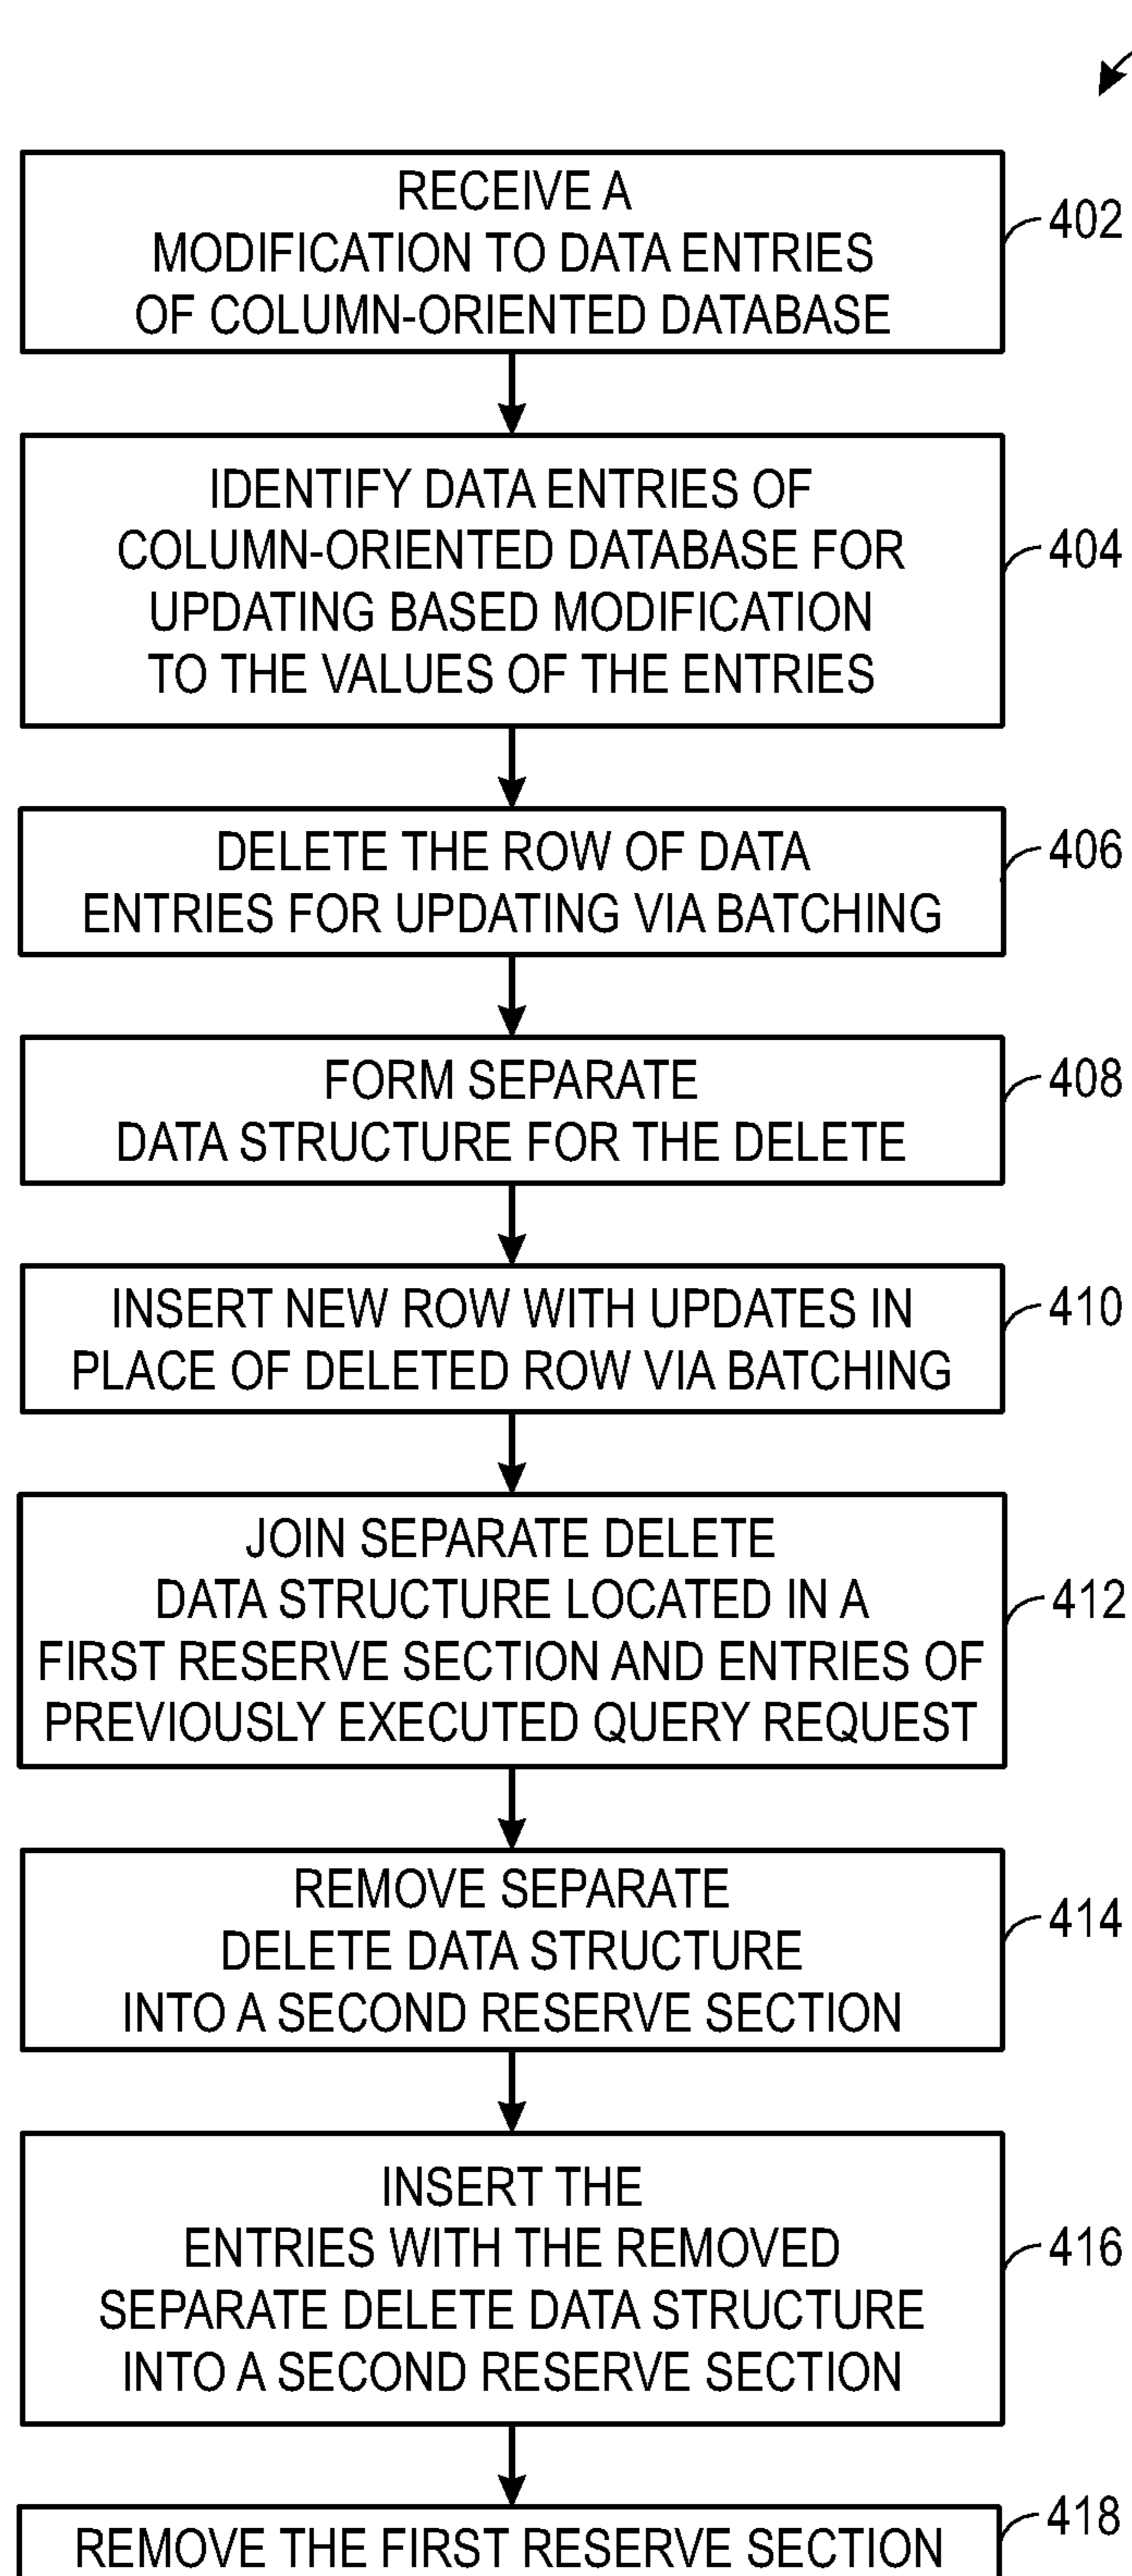 RECEIVE A
MODIFICATION TO DATA ENTRIES
OF COLUMN-ORIENTED DATABASE
402
IDENTIFY DATA ENTRIES OF
COLUMN-ORIENTED DATABASE FOR
UPDATING BASED MODIFICATION
TO THE VALUES OF THE ENTRIES
404
DELETE THE ROW OF DATA
ENTRIES FOR UPDATING VIA BATCHING
406
FORM SEPARATE
DATA STRUCTURE FOR THE DELETE
408
INSERT NEW ROW WITH UPDATES IN
PLACE OF DELETED ROW VIA BATCHING
410
JOIN SEPARATE DELETE
DATA STRUCTURE LOCATED IN A
FIRST RESERVE SECTION AND ENTRIES OF
PREVIOUSLY EXECUTED QUERY REQUEST
412
REMOVE SEPARATE
DELETE DATA STRUCTURE
INTO A SECOND RESERVE SECTION
414
INSERT THE
ENTRIES WITH THE REMOVED
SEPARATE DELETE DATA STRUCTURE
INTO A SECOND RESERVE SECTION
416
REMOVE THE FIRST RESERVE SECTION
418